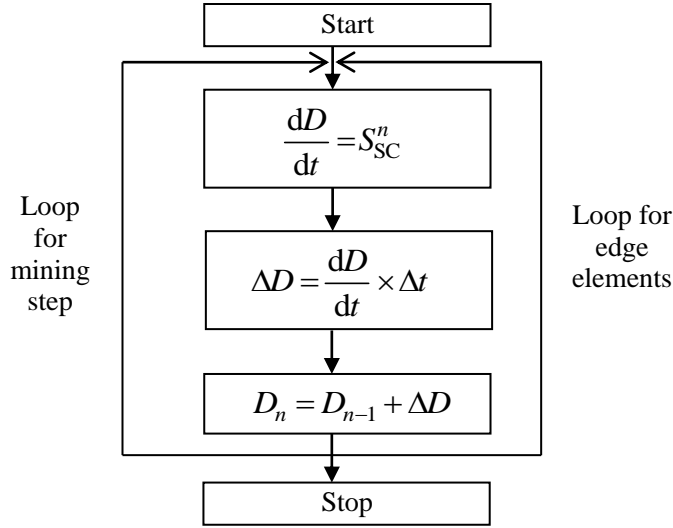 Start
dD/dt = S_SC^n
Loop
for
mining
step
Loop for
edge
elements
ΔD = dD/dt × Δt
D_n = D_{n−1} + ΔD
Stop